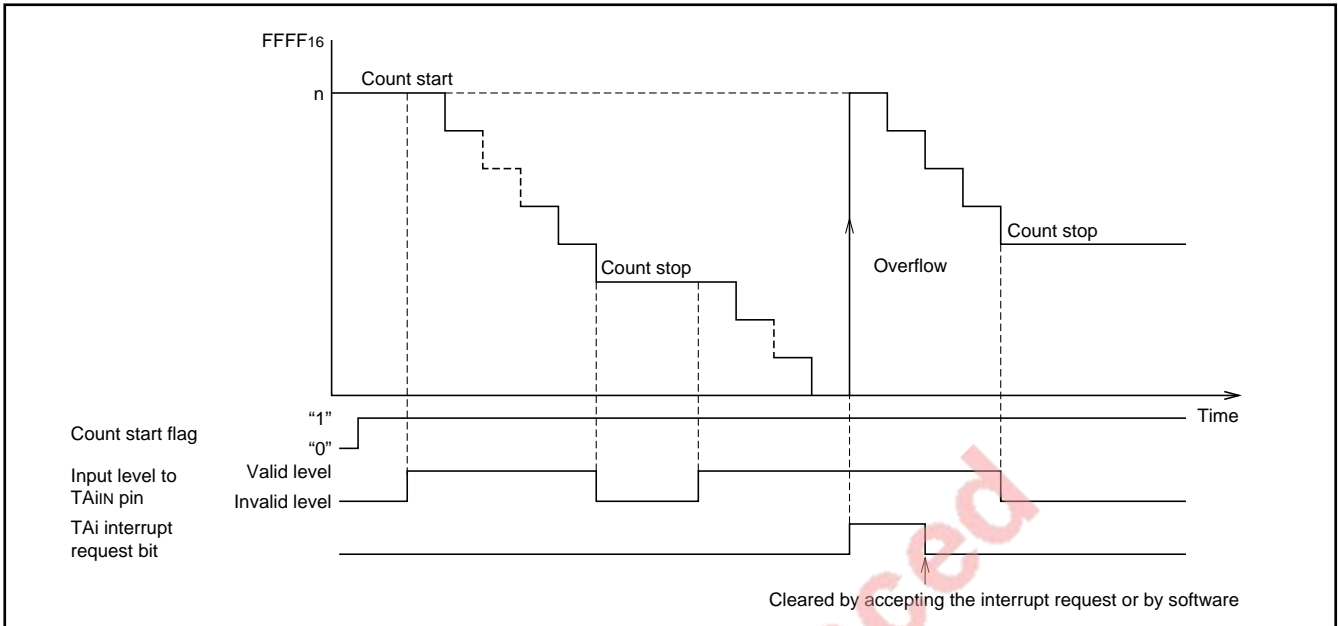 FFFF16
Count start
n
Count stop
Count stop
Overflow
Time
Count start flag
“1”
“0”
Input level to
TAiIN pin
Valid level
Invalid level
TAi interrupt
request bit
Cleared by accepting the interrupt request or by software
ced